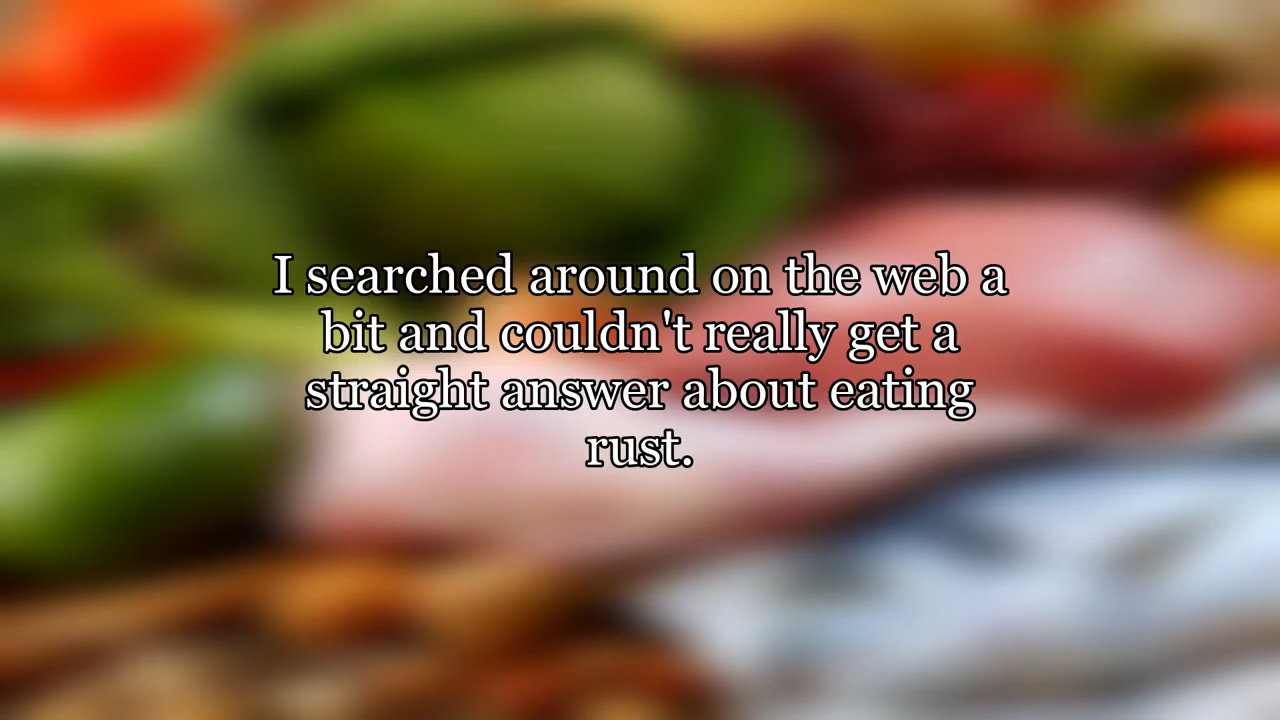 I searched around on the web a
bit and couldn't really get a
straight answer about eating
rust.